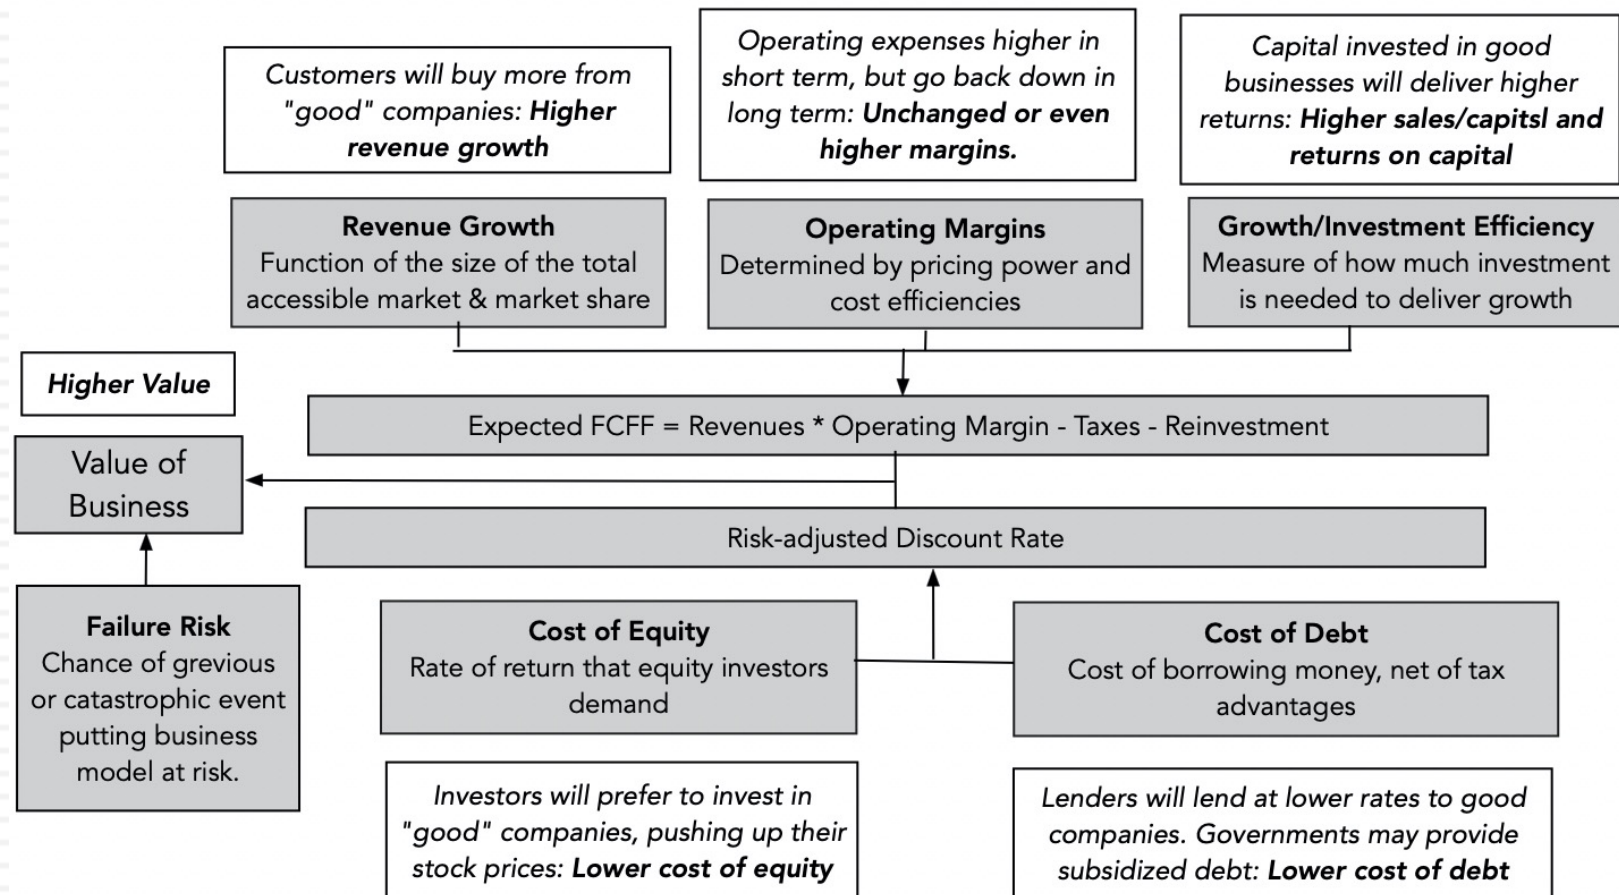 Customers will buy more from
"good" companies: Higher
revenue growth
Operating expenses higher in
short term, but go back down in
long term: Unchanged or even
higher margins.
Capital invested in good
businesses will deliver higher
returns: Higher sales/capitsl and
returns on capital
Revenue Growth
Function of the size of the total
accessible market & market share
Operating Margins
Determined by pricing power and
cost efficiencies
Growth/Investment Efficiency
Measure of how much investment
is needed to deliver growth
Higher Value
Expected FCFF = Revenues * Operating Margin - Taxes - Reinvestment
Value of
Business
Risk-adjusted Discount Rate
Failure Risk
Chance of grevious
or catastrophic event
putting business
model at risk.
Cost of Equity
Rate of return that equity investors
demand
Cost of Debt
Cost of borrowing money, net of tax
advantages
Investors will prefer to invest in
"good" companies, pushing up their
stock prices: Lower cost of equity
Lenders will lend at lower rates to good
companies. Governments may provide
subsidized debt: Lower cost of debt